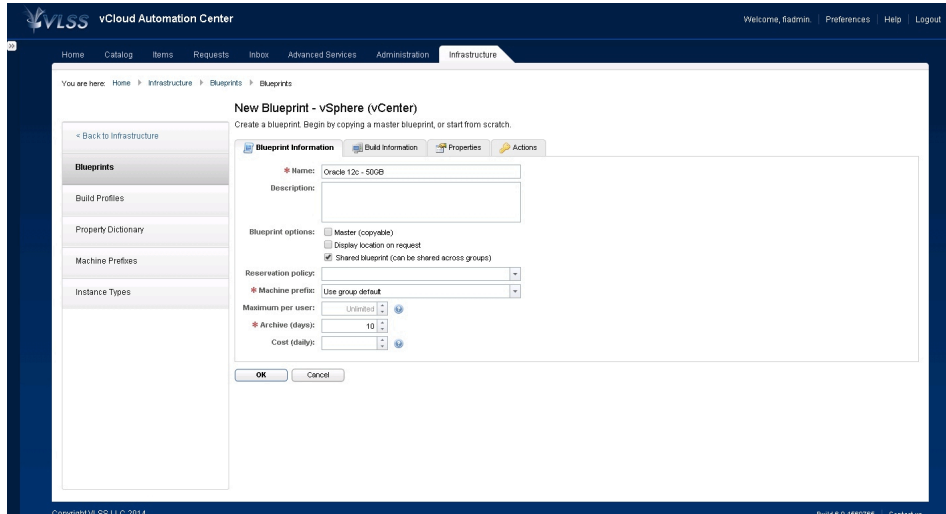 VLSS vCloud Automation Center
Welcome, fiadmin. Preferences Help Logout
Home Catalog Items Requests Inbox Advanced Services Administration Infrastructure
You are here: Home Infrastructure Blueprints Blueprints
New Blueprint - vSphere (vCenter)
Create a blueprint. Begin by copying a master blueprint, or start from scratch.
< Back to Infrastructure
Blueprints
Build Profiles
Property Dictionary
Machine Prefixes
Instance Types
Blueprint Information Build Information Properties Actions
* Name: Oracle 12c - 50GB
Description:
Blueprint options: Master (copyable)
Display location on request
Shared blueprint (can be shared across groups)
Reservation policy:
* Machine prefix: Use group default
Maximum per user: Unlimited
* Archive (days): 10
Cost (daily):
OK Cancel
Copyright VLSS LLC 2014
Contact us